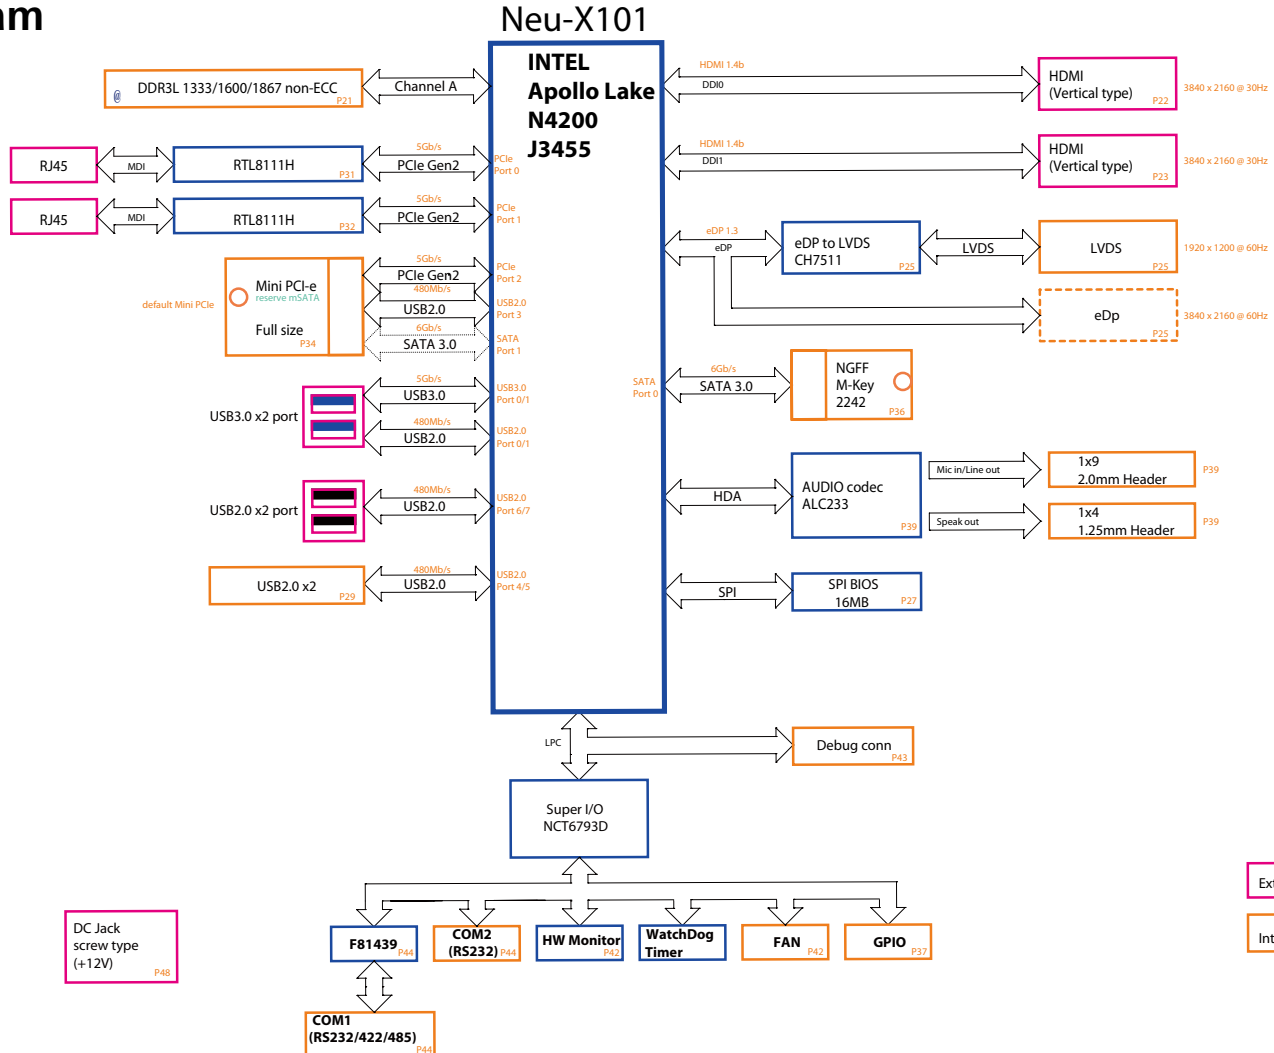 am
Neu-X101
INTEL
Apollo Lake
N4200
J3455
DDR3L 1333/1600/1867 non-ECC
P21
Channel A
RJ45
MDI
RTL8111H
P31
5Gb/s
PCIe Gen2
PCIe
Port 0
RJ45
MDI
RTL8111H
P32
5Gb/s
PCIe Gen2
PCIe
Port 1
default Mini PCIe
Mini PCI-e
reserve mSATA
Full size
P34
5Gb/s
PCIe Gen2
PCIe
Port 2
480Mb/s
USB2.0
USB2.0
Port 3
6Gb/s
SATA 3.0
SATA
Port 1
USB3.0 x2 port
5Gb/s
USB3.0
USB3.0
Port 0/1
480Mb/s
USB2.0
USB2.0
Port 0/1
USB2.0 x2 port
480Mb/s
USB2.0
USB2.0
Port 6/7
USB2.0 x2
P29
480Mb/s
USB2.0
USB2.0
Port 4/5
HDMI 1.4b
DDI0
HDMI
(Vertical type)
P22
3840 x 2160 @ 30Hz
HDMI 1.4b
DDI1
HDMI
(Vertical type)
P23
3840 x 2160 @ 30Hz
eDP 1.3
eDP
eDP to LVDS
CH7511
P25
LVDS
LVDS
P25
1920 x 1200 @ 60Hz
eDp
P25
3840 x 2160 @ 60Hz
SATA
Port 0
6Gb/s
SATA 3.0
NGFF
M-Key
2242
P36
HDA
AUDIO codec
ALC233
P39
Mic in/Line out
1x9
2.0mm Header
P39
Speak out
1x4
1.25mm Header
P39
SPI
SPI BIOS
16MB
P27
LPC
Debug conn
P43
Super I/O
NCT6793D
F81439
P44
COM2
(RS232)
P44
HW Monitor
P42
WatchDog
Timer
FAN
P42
GPIO
P37
COM1
(RS232/422/485)
P44
DC Jack
screw type
(+12V)
P48
Ext
Int